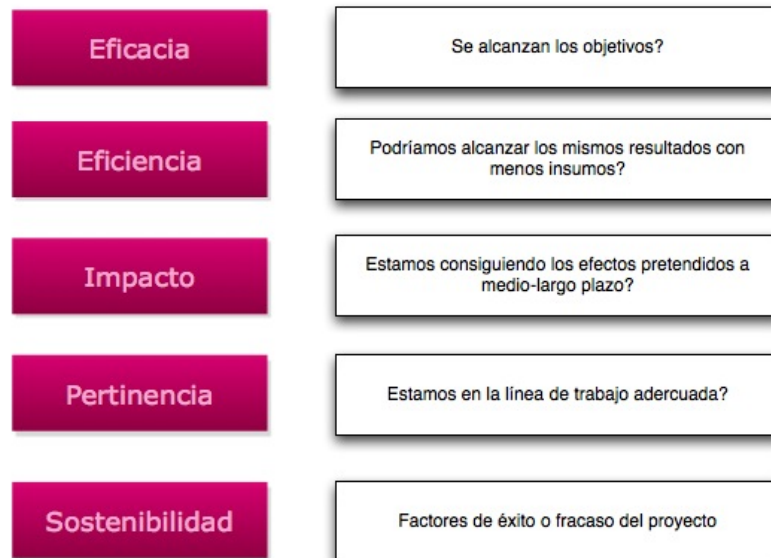 Eficacia
Se alcanzan los objetivos?
Eficiencia
Podríamos alcanzar los mismos resultados con
menos insumos?
Impacto
Estamos consiguiendo los efectos pretendidos a
medio-largo plazo?
Pertinencia
Estamos en la línea de trabajo adercuada?
Sostenibilidad
Factores de éxito o fracaso del proyecto